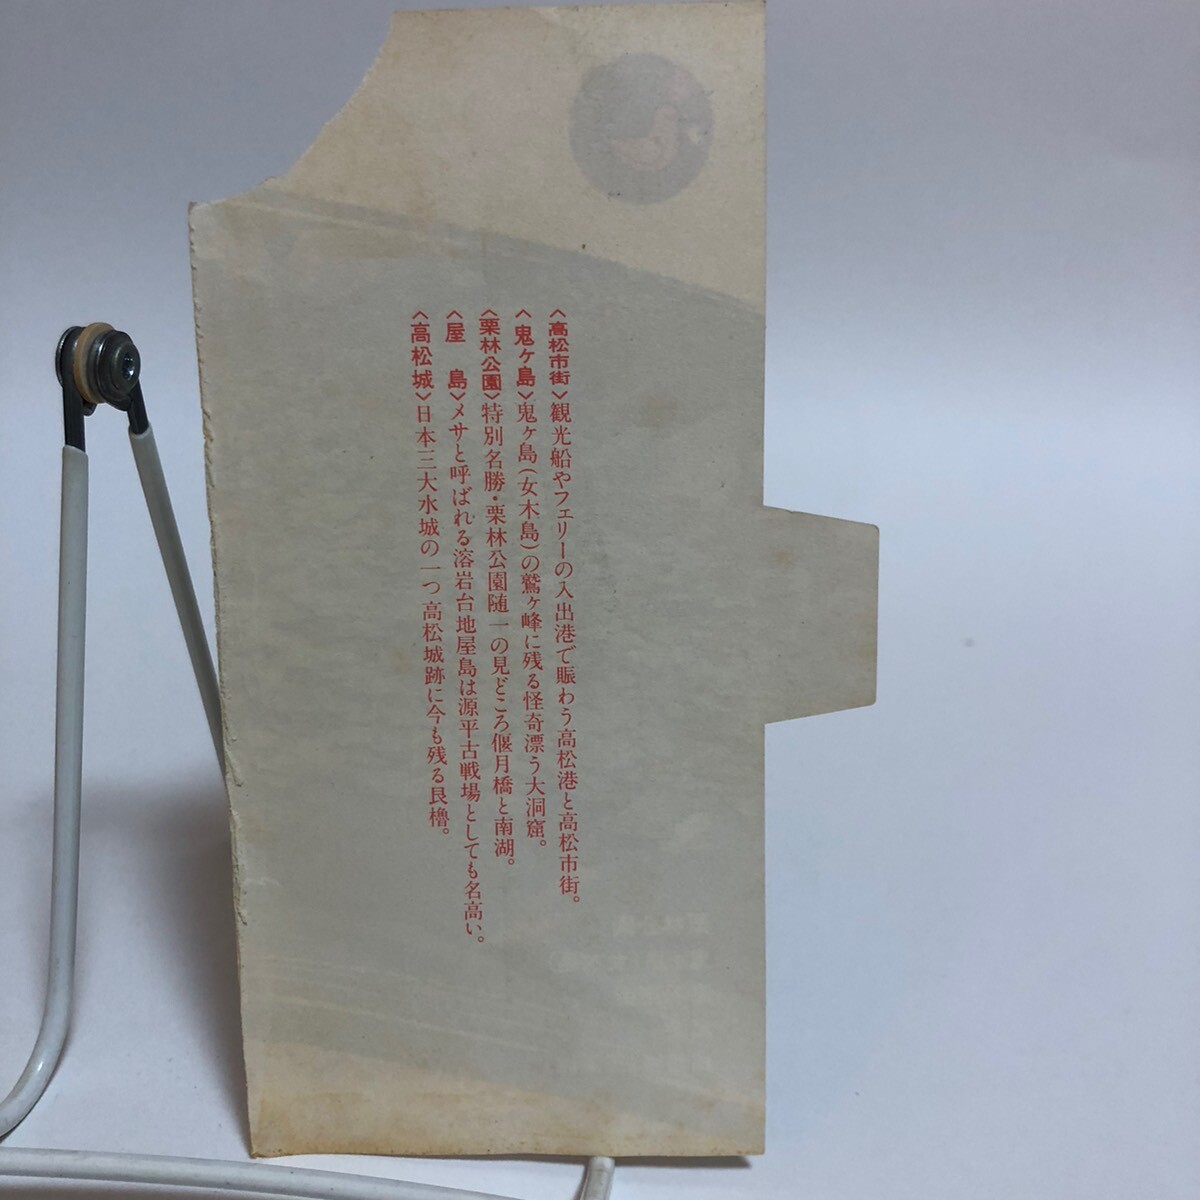 〈高松市街〉観光船やフェリーの入出港で賑わう高松港と高松市街。
〈鬼ヶ島〉鬼ヶ島(女木島)の鷲ヶ峰に残る怪奇漂う大洞窟。
〈栗林公園〉特別名勝・栗林公園随一の見どころ偃月橋と南湖。
〈屋　島〉メサと呼ばれる溶岩台地屋島は源平古戦場としても名高い。
〈高松城〉日本三大水城の一つ高松城跡に今も残る艮櫓。